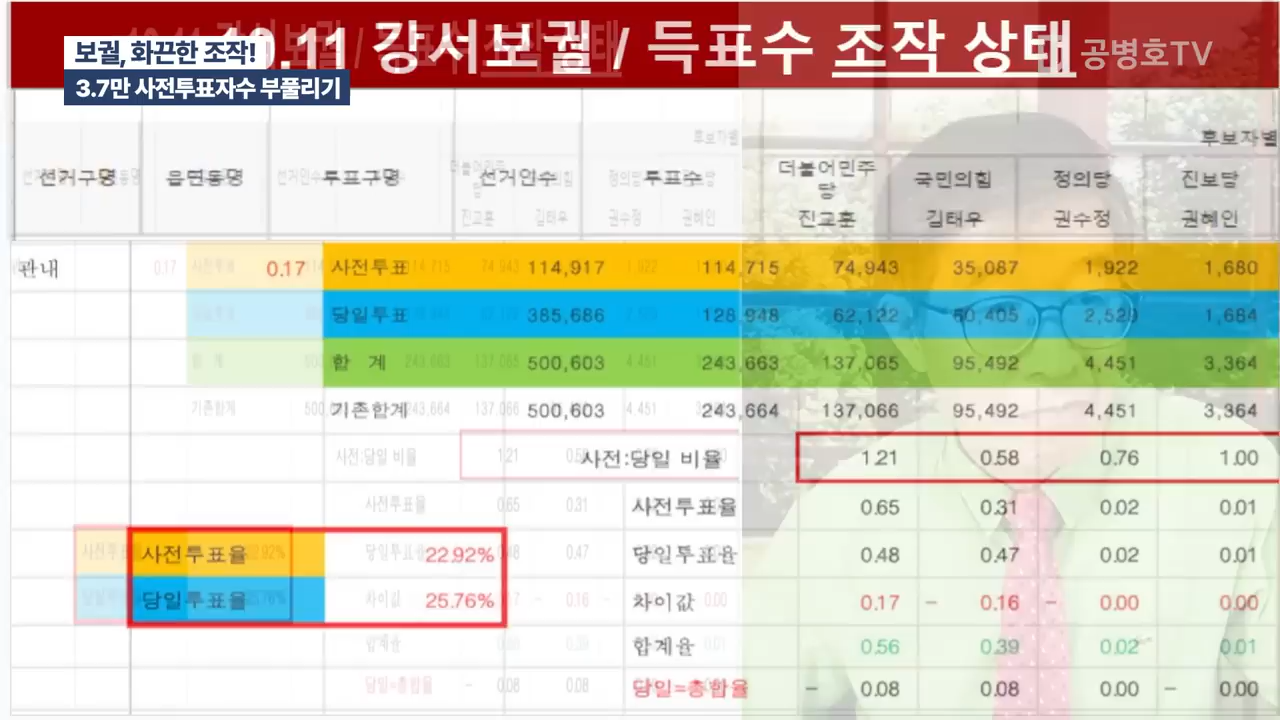 10.11 강서보궐 / 득표수 조작 상태
공병호TV
보궐, 화끈한 조작!
3.7만 사전투표자수 부풀리기
후보자별
선거구명 읍면동명 투표구명 선거인수 투표수 더불어민주당 진교훈 국민의힘 김태우 정의당 권수정 진보당 권혜인
관내 0.17 사전투표 114,917 114,715 74,943 35,087 1,922 1,680
당일투표 385,686 128,948 62,122 60,405 2,529 1,684
합 계 500,603 243,663 137,065 95,492 4,451 3,364
기존합계 500,603 243,664 137,066 95,492 4,451 3,364
사전:당일 비율 1.21 0.58 0.76 1.00
사전투표율 0.65 0.31 0.02 0.01
사전투표율 22.92% 당일투표율 0.48 0.47 0.02 0.01
당일투표율 25.76% 차이값 0.17 - 0.16 - 0.00 0.00
합계율 0.56 0.39 0.02 0.01
당일=총합율 - 0.08 0.08 0.00 - 0.00